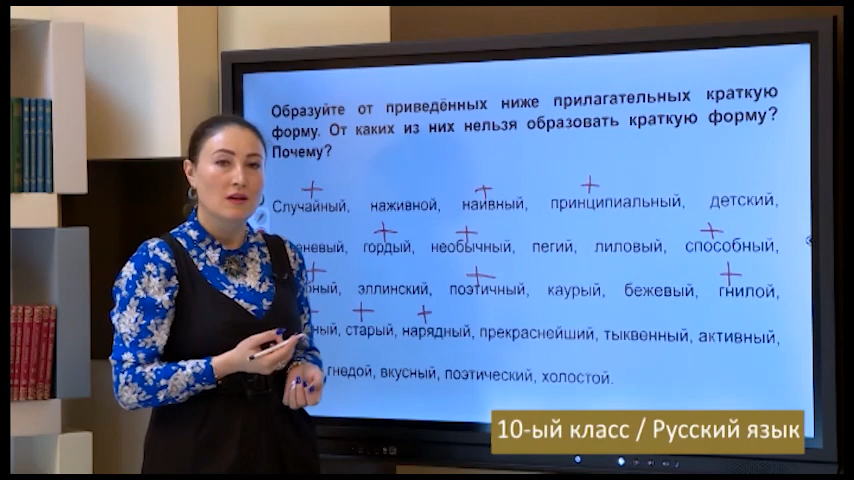 Образуйте от приведённых ниже прилагательных краткую
форму. От каких из них нельзя образовать краткую форму?
Почему?
Случайный, наживной, наивный, принципиальный, детский,
гордый, необычный, пегий, лиловый, способный,
эллинский, поэтичный, каурый, бежевый, гнилой,
старый, нарядный, прекраснейший, тыквенный, активный,
гнедой, вкусный, поэтический, холостой.
10-ый класс / Русский язык